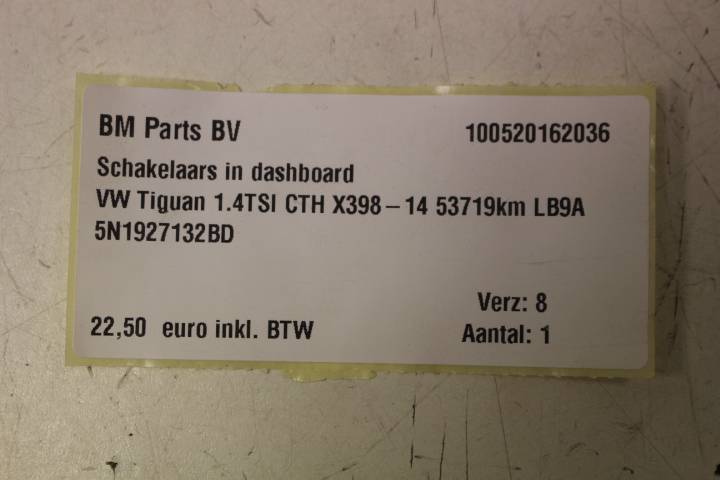 BM Parts BV 100520162036
Schakelaars in dashboard
VW Tiguan 1.4TSI CTH X398-14 53719km LB9A
5N1927132BD
Verz: 8
22,50 euro inkl. BTW Aantal: 1